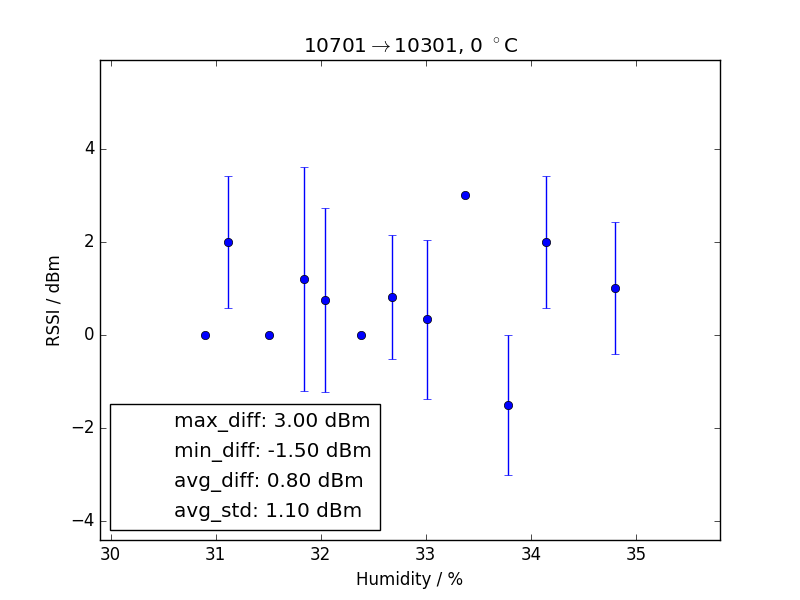 10701→10301, 0 °C
RSSI / dBm
4
2
0
−2
−4
max_diff: 3.00 dBm
min_diff: -1.50 dBm
avg_diff: 0.80 dBm
avg_std: 1.10 dBm
30 31 32 33 34 35
Humidity / %